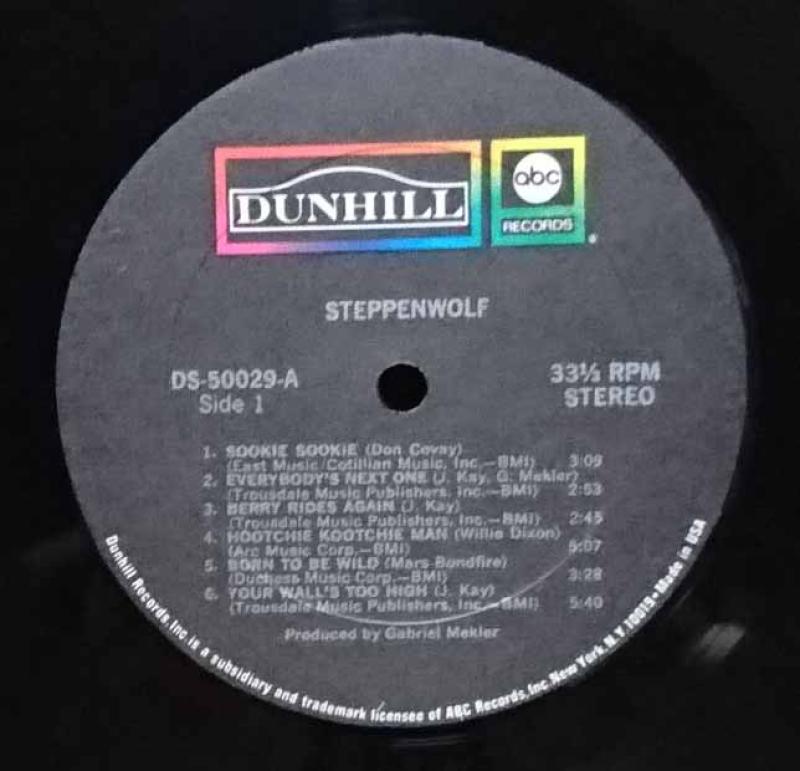 DUNHILL
abc
RECORDS
STEPPENWOLF
DS-50029-A
Side 1
33⅓ RPM
STEREO
1. SOOKIE SOOKIE (Don Covay)
(East Music/Cotillian Music, Inc.—BMI) 3:09
2. EVERYBODY'S NEXT ONE (J. Kay, G. Mekler)
(Trousdale Music Publishers, Inc.—BMI) 2:53
3. BERRY RIDES AGAIN (J. Kay)
(Trousdale Music Publishers, Inc.—BMI) 2:45
4. HOOTCHIE KOOTCHIE MAN (Willie Dixon)
(Arc Music Corp.—BMI) 5:07
5. BORN TO BE WILD (Mars Bondfire)
(Duchess Music Corp.—BMI) 3:28
6. YOUR WALL'S TOO HIGH (J. Kay)
(Trousdale Music Publishers, Inc.—BMI) 5:40
Produced by Gabriel Mekler
Dunhill Records, Inc. is a subsidiary and trademark licensee of ABC Records, Inc. New York, N.Y. 10019 • Made in USA